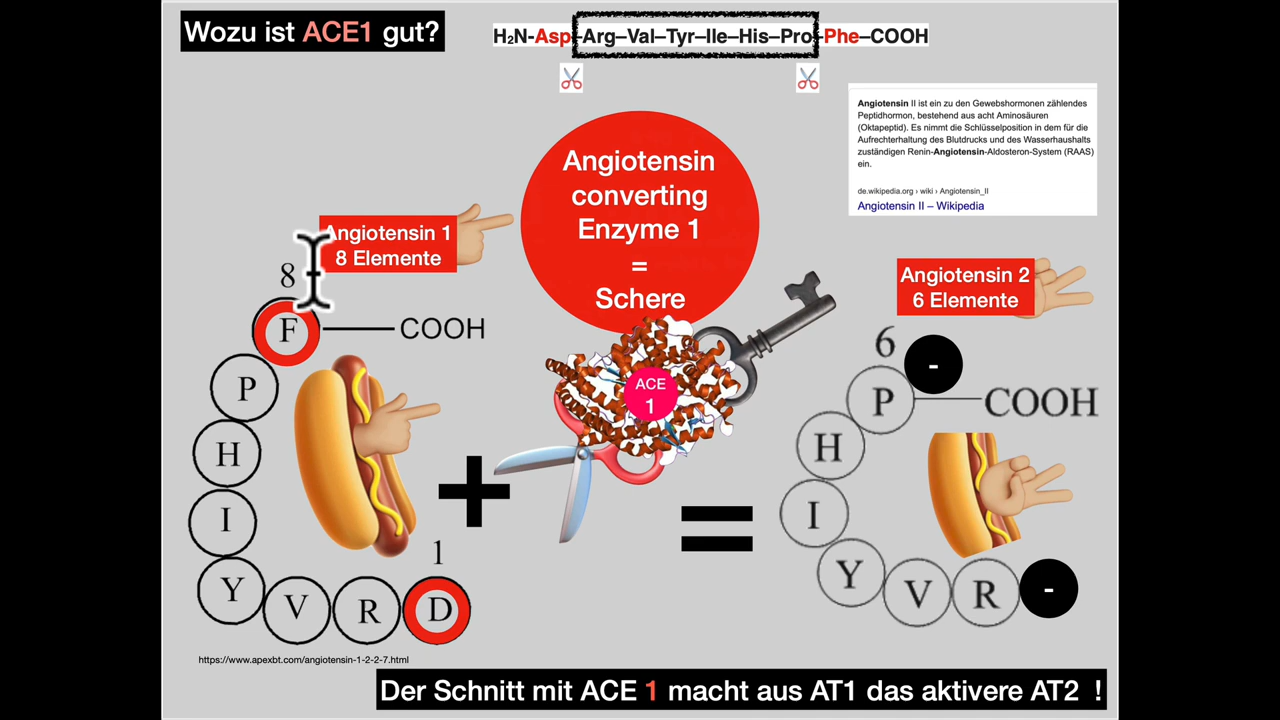 Wozu ist ACE1 gut?
H₂N-Asp-Arg–Val–Tyr–Ile–His–Pro-Phe–COOH
Angiotensin II ist ein zu den Gewebshormonen zählendes
Peptidhormon, bestehend aus acht Aminosäuren
(Oktapeptid). Es nimmt die Schlüsselposition in dem für die
Aufrechterhaltung des Blutdrucks und des Wasserhaushalts
zuständigen Renin-Angiotensin-Aldosteron-System (RAAS)
ein.
de.wikipedia.org › wiki › Angiotensin_II
Angiotensin II – Wikipedia
Angiotensin
converting
Enzyme 1
=
Schere
Angiotensin 1
8 Elemente
8
F
COOH
P
H
I
Y
V
R
D
1
+
ACE
1
=
Angiotensin 2
6 Elemente
6
-
P
COOH
H
I
Y
V
R
-
https://www.apexbt.com/angiotensin-1-2-2-7.html
Der Schnitt mit ACE 1 macht aus AT1 das aktivere AT2 !